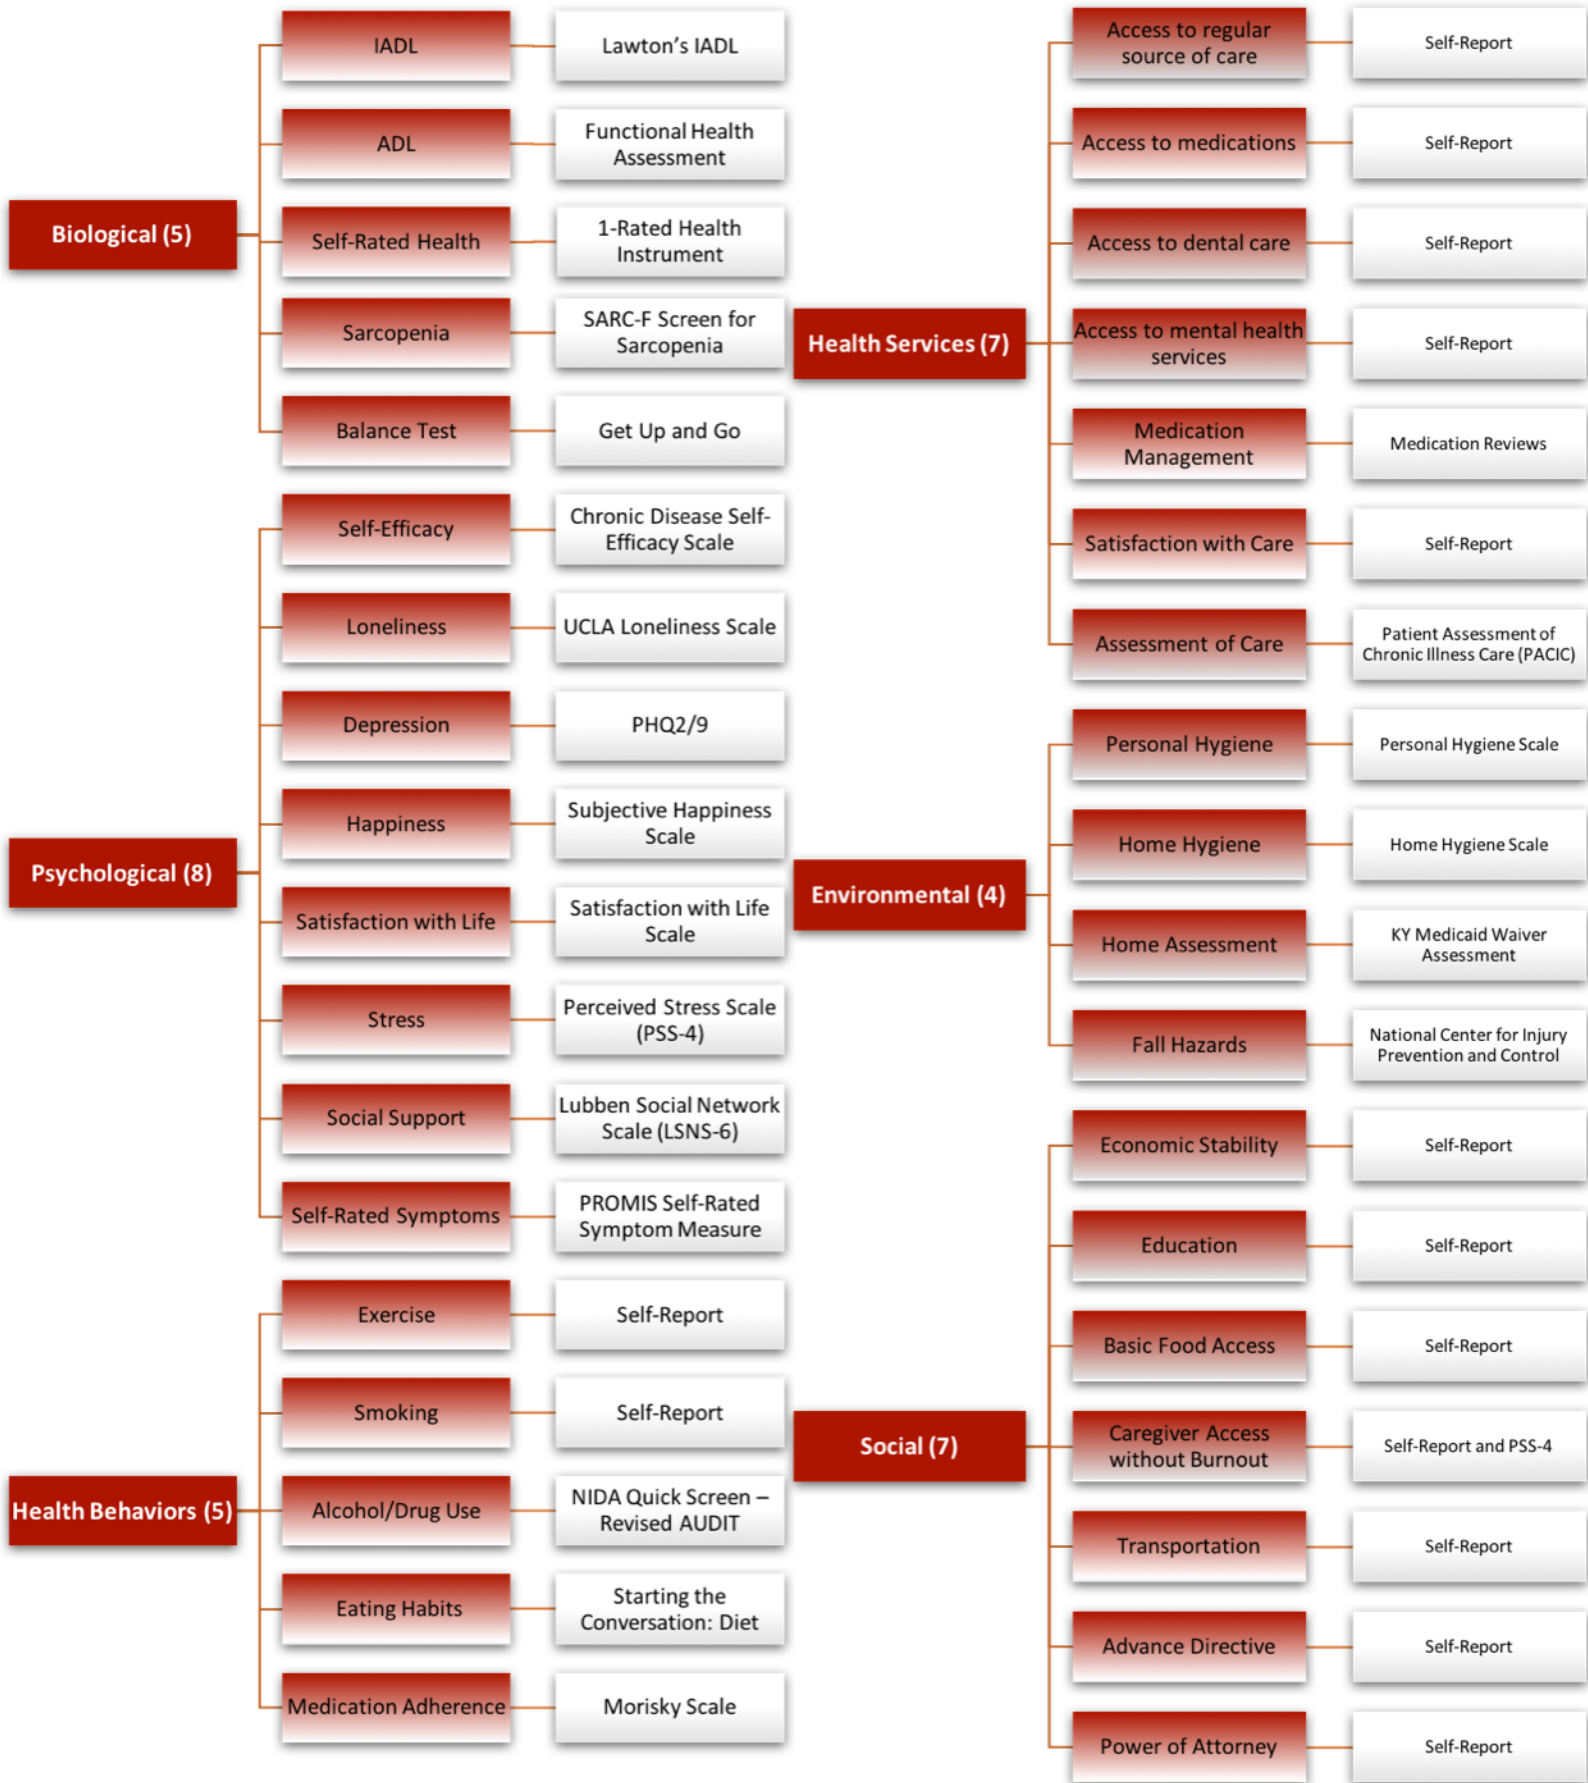 Biological (5)
IADL
Lawton's IADL
ADL
Functional Health
Assessment
Self-Rated Health
1-Rated Health
Instrument
Sarcopenia
SARC-F Screen for
Sarcopenia
Balance Test
Get Up and Go
Psychological (8)
Self-Efficacy
Chronic Disease Self-
Efficacy Scale
Loneliness
UCLA Loneliness Scale
Depression
PHQ2/9
Happiness
Subjective Happiness
Scale
Satisfaction with Life
Satisfaction with Life
Scale
Stress
Perceived Stress Scale
(PSS-4)
Social Support
Lubben Social Network
Scale (LSNS-6)
Self-Rated Symptoms
PROMIS Self-Rated
Symptom Measure
Health Behaviors (5)
Exercise
Self-Report
Smoking
Self-Report
Alcohol/Drug Use
NIDA Quick Screen –
Revised AUDIT
Eating Habits
Starting the
Conversation: Diet
Medication Adherence
Morisky Scale
Health Services (7)
Access to regular
source of care
Self-Report
Access to medications
Self-Report
Access to dental care
Self-Report
Access to mental health
services
Self-Report
Medication
Management
Medication Reviews
Satisfaction with Care
Self-Report
Assessment of Care
Patient Assessment of
Chronic Illness Care (PACIC)
Environmental (4)
Personal Hygiene
Personal Hygiene Scale
Home Hygiene
Home Hygiene Scale
Home Assessment
KY Medicaid Waiver
Assessment
Fall Hazards
National Center for Injury
Prevention and Control
Social (7)
Economic Stability
Self-Report
Education
Self-Report
Basic Food Access
Self-Report
Caregiver Access
without Burnout
Self-Report and PSS-4
Transportation
Self-Report
Advance Directive
Self-Report
Power of Attorney
Self-Report